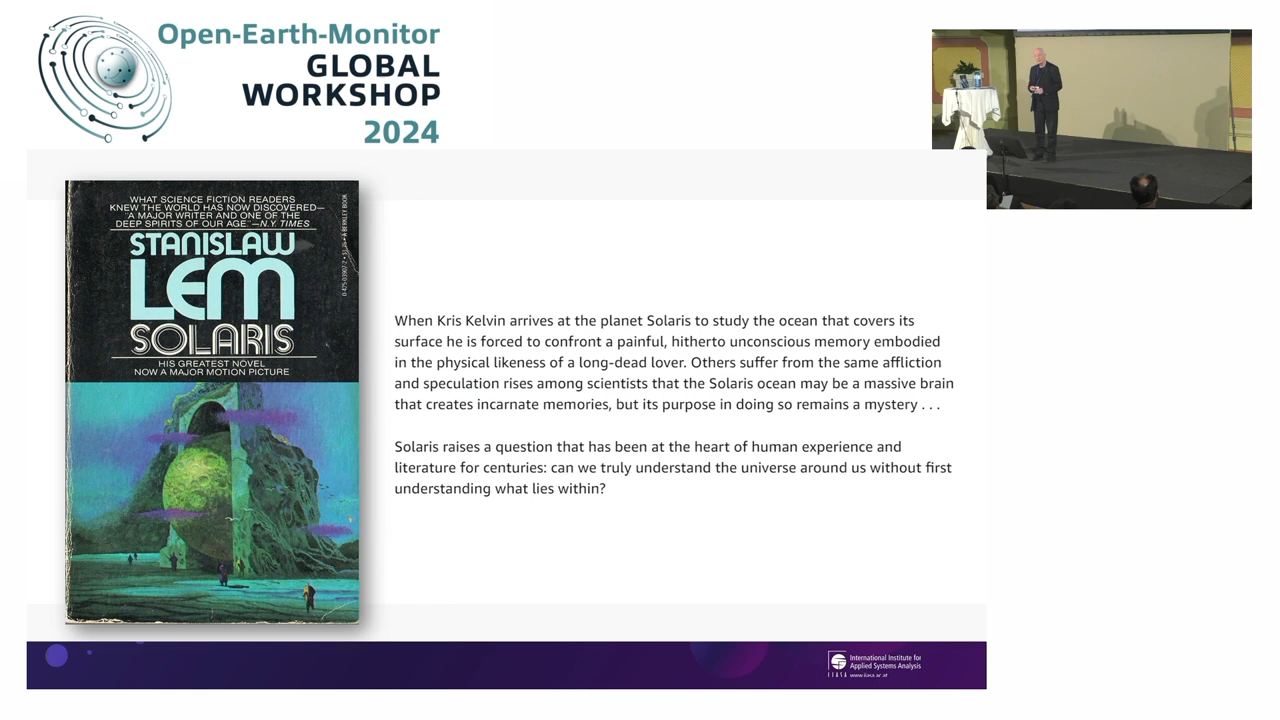 Open-Earth-Monitor
GLOBAL
WORKSHOP
2024
WHAT SCIENCE FICTION READERS
KNEW THE WORLD HAS NOW DISCOVERED—
"A MAJOR WRITER AND ONE OF THE
DEEP SPIRITS OF OUR AGE."—N.Y. TIMES
STANISLAW
LEM
SOLARIS
HIS GREATEST NOVEL
NOW A MAJOR MOTION PICTURE
When Kris Kelvin arrives at the planet Solaris to study the ocean that covers its
surface he is forced to confront a painful, hitherto unconscious memory embodied
in the physical likeness of a long-dead lover. Others suffer from the same affliction
and speculation rises among scientists that the Solaris ocean may be a massive brain
that creates incarnate memories, but its purpose in doing so remains a mystery . . .
Solaris raises a question that has been at the heart of human experience and
literature for centuries: can we truly understand the universe around us without first
understanding what lies within?
International Institute for
Applied Systems Analysis
IIASA www.iiasa.ac.at